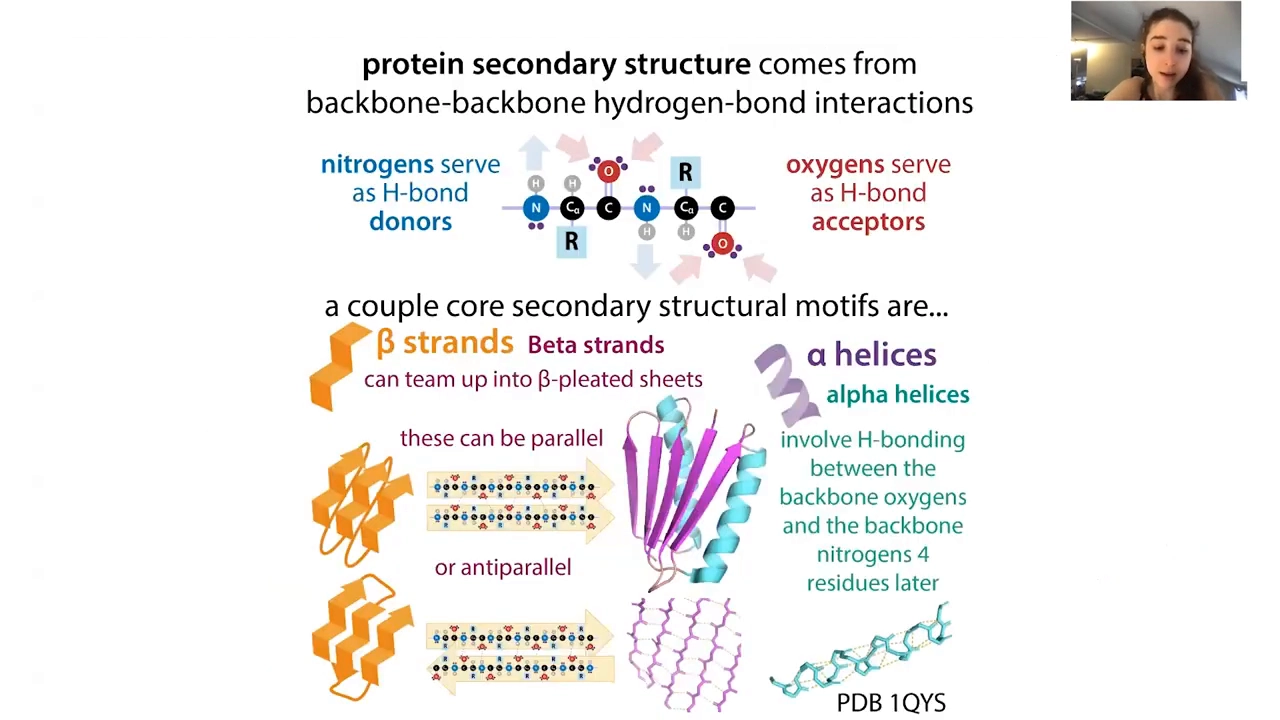 protein secondary structure comes from
backbone-backbone hydrogen-bond interactions
nitrogens serve
as H-bond
donors
H
H
O
R
N
Cα
C
N
Cα
C
R
H
H
O
oxygens serve
as H-bond
acceptors
a couple core secondary structural motifs are...
β strands Beta strands
can team up into β-pleated sheets
these can be parallel
or antiparallel
α helices
alpha helices
involve H-bonding
between the
backbone oxygens
and the backbone
nitrogens 4
residues later
PDB 1QYS